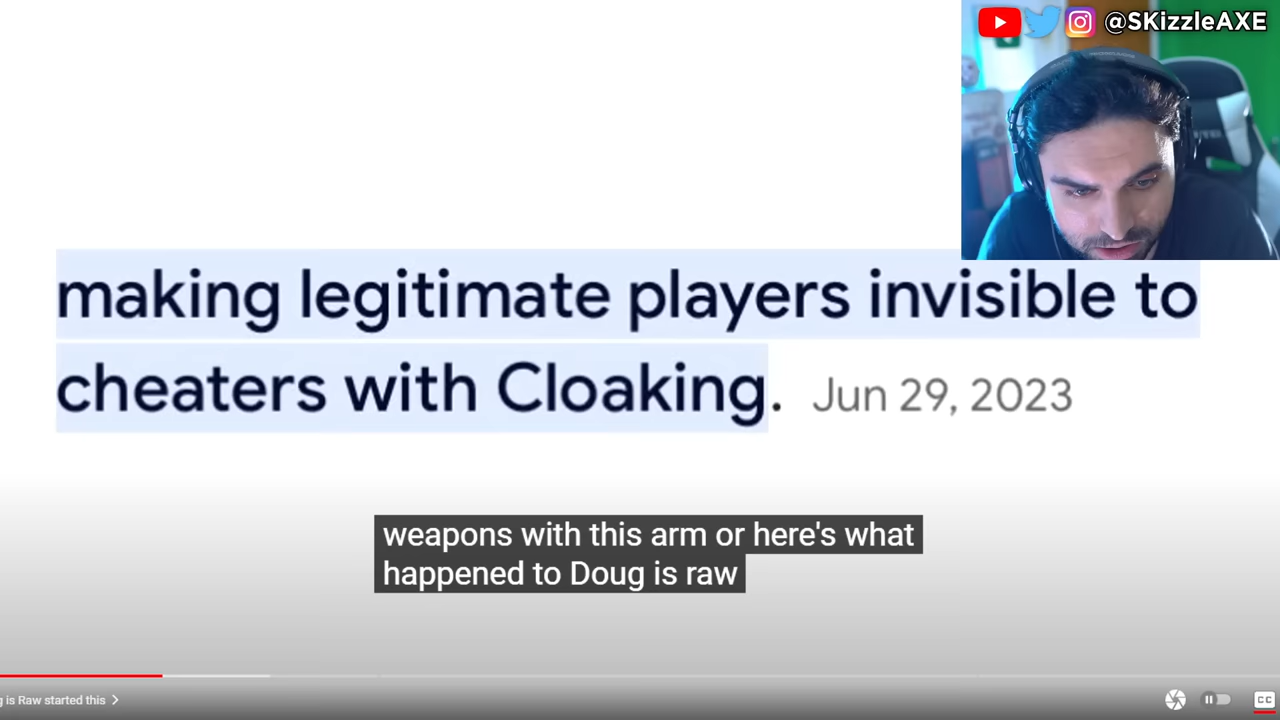 @SKizzleAXE
making legitimate players invisible to
cheaters with Cloaking. Jun 29, 2023
weapons with this arm or here's what
happened to Doug is raw
g is Raw started this
CC